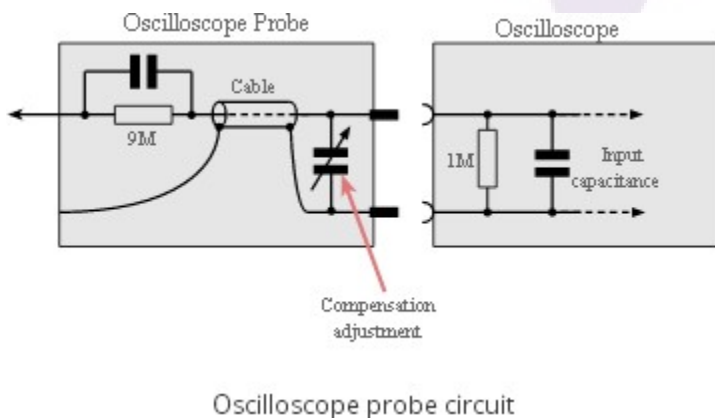 Oscilloscope Probe
Oscilloscope
Cable
9M
1M
Input
capacitance
Compensation
adjustment
Oscilloscope probe circuit